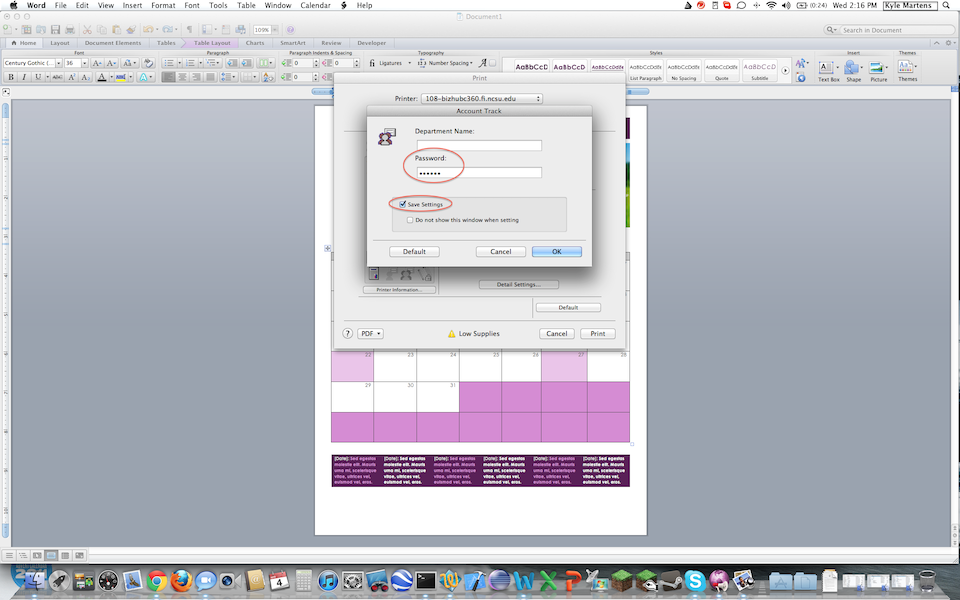 Word File Edit View Insert Format Font Tools Table Window Calendar Help (0:24) Wed 2:16 PM Kyle Martens
Document1
109% Search in Document
Home Layout Document Elements Tables Table Layout Charts SmartArt Review Developer
Font Paragraph Paragraph Indents & Spacing Typography Styles Insert Themes
Century Gothic (... 36 0 0 Ligatures Number Spacing
B I U ABC 0 0
AaBbCcD AaBbCcD AaBbCcDdEe AaBbCcDdEe AaBbCcDdEe AaBbCcDdEe AaBbCcD
List Paragraph No Spacing Quote Subtitle Text Box Shape Picture Themes
Print
Printer: 108-bizhubc360.fi.ncsu.edu
Account Track
Department Name:
Password:
••••••
Save Settings
Do not show this window when setting
Default Cancel OK
Printer Information... Detail Settings...
Default
? PDF Low Supplies Cancel Print
22 23 24 25 26 27 28
29 30 31
[Date]: Sed egestas molestie elit. Mauris urna mi, scelerisque vitae, ultrices vel, euismod vel, eros.
[Date]: Sed egestas molestie elit. Mauris urna mi, scelerisque vitae, ultrices vel, euismod vel, eros.
[Date]: Sed egestas molestie elit. Mauris urna mi, scelerisque vitae, ultrices vel, euismod vel, eros.
[Date]: Sed egestas molestie elit. Mauris urna mi, scelerisque vitae, ultrices vel, euismod vel, eros.
[Date]: Sed egestas molestie elit. Mauris urna mi, scelerisque vitae, ultrices vel, euismod vel, eros.
[Date]: Sed egestas molestie elit. Mauris urna mi, scelerisque vitae, ultrices vel, euismod vel, eros.
4